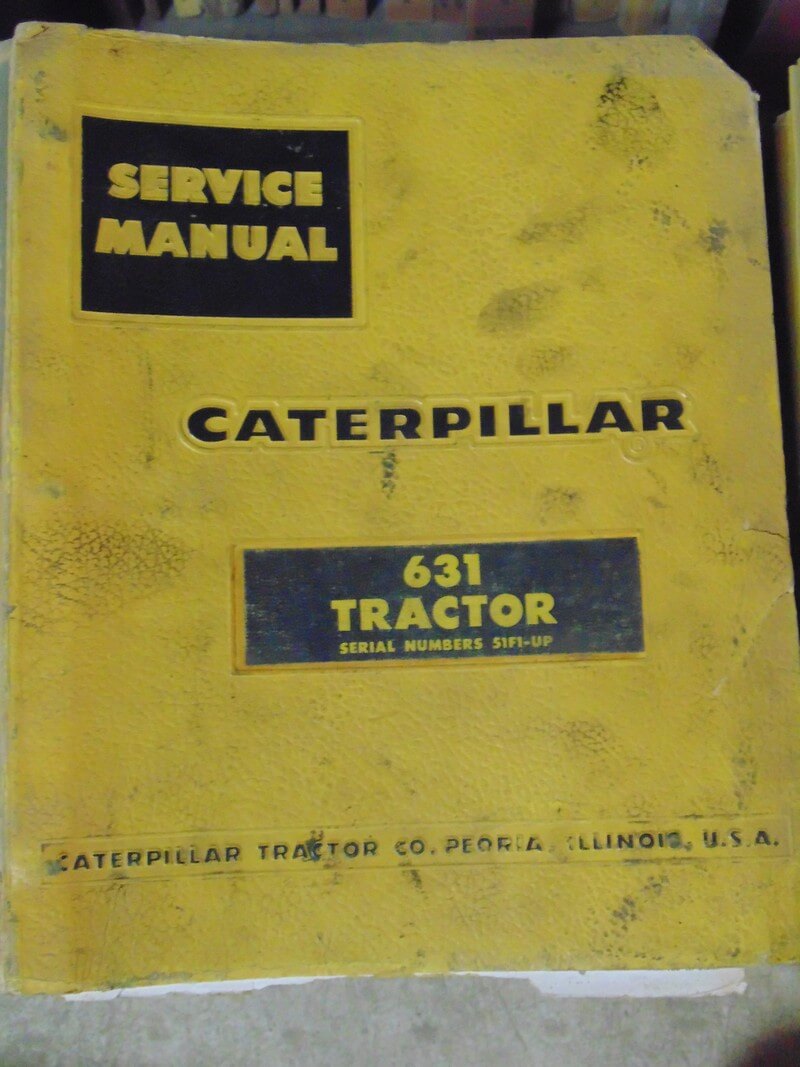 SERVICE
MANUAL
CATERPILLAR
®
631
TRACTOR
SERIAL NUMBERS 51F1-UP
CATERPILLAR TRACTOR CO. PEORIA, ILLINOIS, U.S.A.